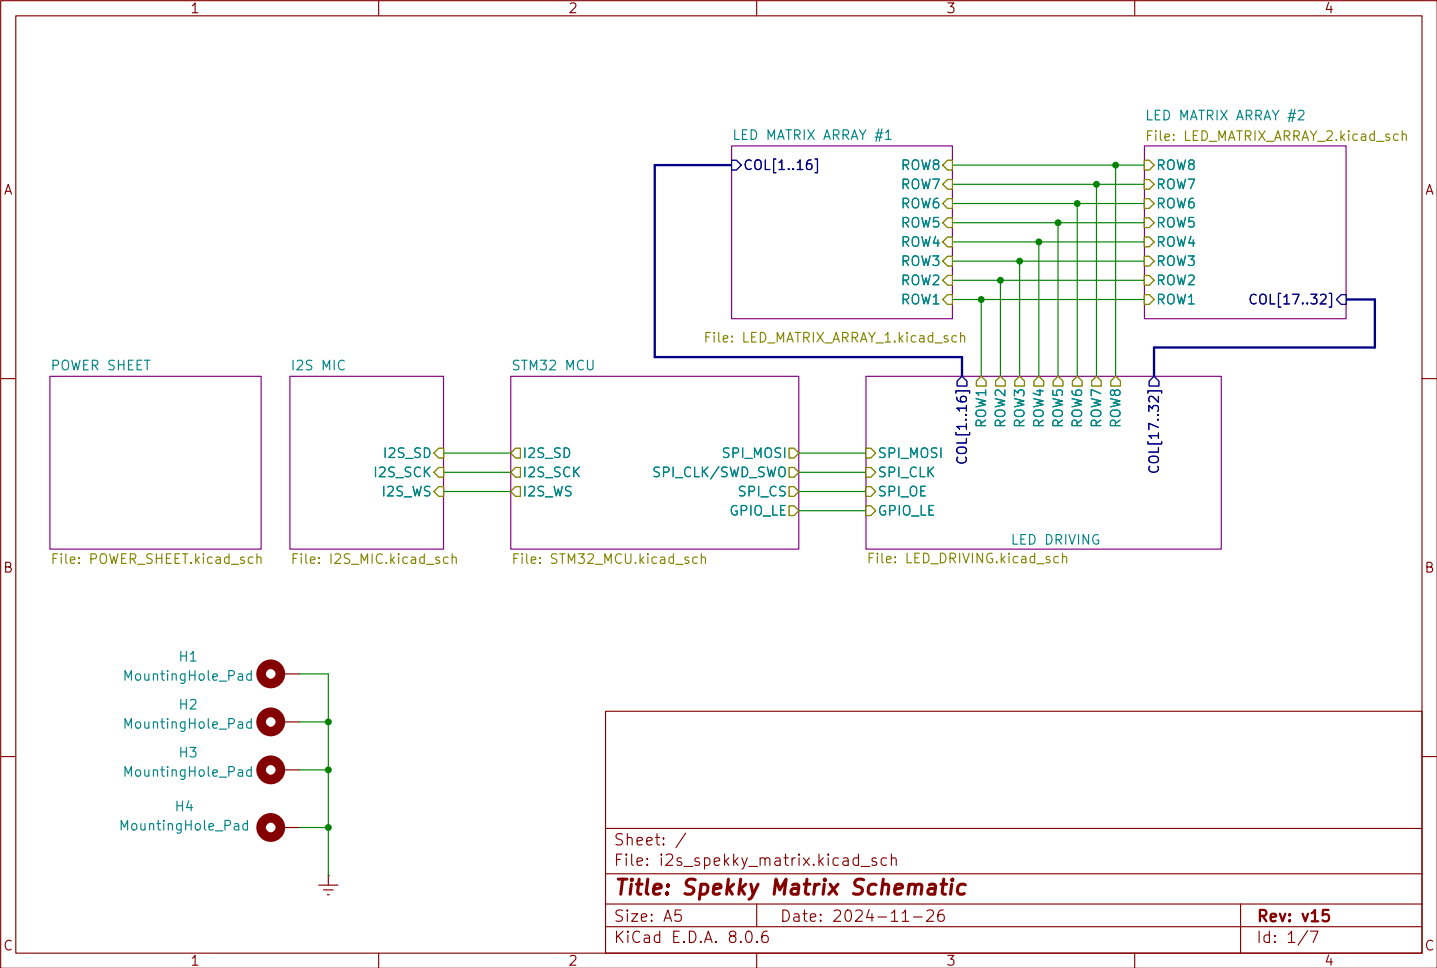 1 2 3 4
LED MATRIX ARRAY #2
LED MATRIX ARRAY #1
File: LED_MATRIX_ARRAY_2.kicad_sch
COL[1..16] ROW8 ROW8
ROW7 ROW7
A ROW6 ROW6 A
ROW5 ROW5
ROW4 ROW4
ROW3 ROW3
ROW2 ROW2
ROW1 ROW1 COL[17..32]
File: LED_MATRIX_ARRAY_1.kicad_sch
POWER SHEET I2S MIC STM32 MCU
COL[1..16] ROW1 ROW2 ROW3 ROW4 ROW5 ROW6 ROW7 ROW8 COL[17..32]
I2S_SD I2S_SD SPI_MOSI SPI_MOSI
I2S_SCK I2S_SCK SPI_CLK/SWD_SWO SPI_CLK
I2S_WS I2S_WS SPI_CS SPI_OE
GPIO_LE GPIO_LE
LED DRIVING
File: POWER_SHEET.kicad_sch File: I2S_MIC.kicad_sch File: STM32_MCU.kicad_sch File: LED_DRIVING.kicad_sch
B B
H1
MountingHole_Pad
H2
MountingHole_Pad
H3
MountingHole_Pad
H4
MountingHole_Pad
Sheet: /
File: i2s_spekky_matrix.kicad_sch
Title: Spekky Matrix Schematic
Size: A5 Date: 2024-11-26 Rev: v15
KiCad E.D.A. 8.0.6 Id: 1/7
C C
1 2 3 4